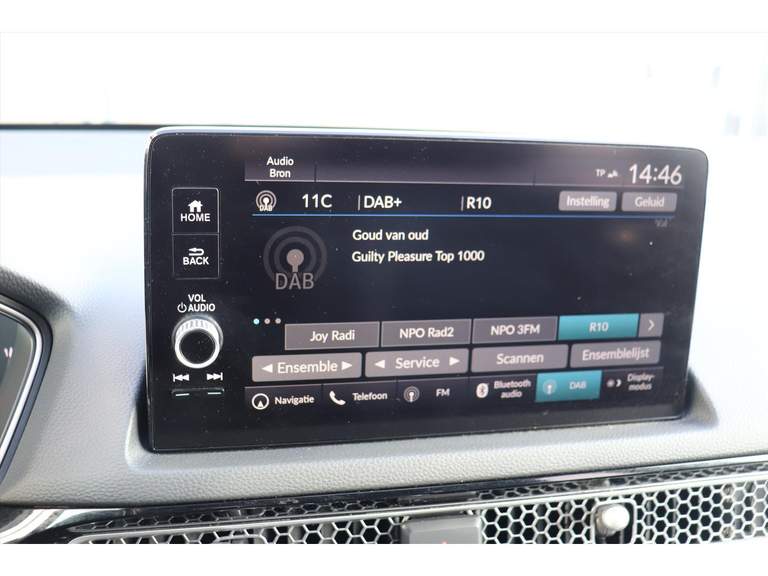 Audio
Bron
TP 14:46
DAB 11C DAB+ R10 Instelling Geluid
HOME
BACK
Goud van oud
Guilty Pleasure Top 1000
DAB
VOL
AUDIO
Joy Radi NPO Rad2 NPO 3FM R10
Ensemble Service Scannen Ensemblelijst
Navigatie Telefoon FM Bluetooth audio DAB Display-modus